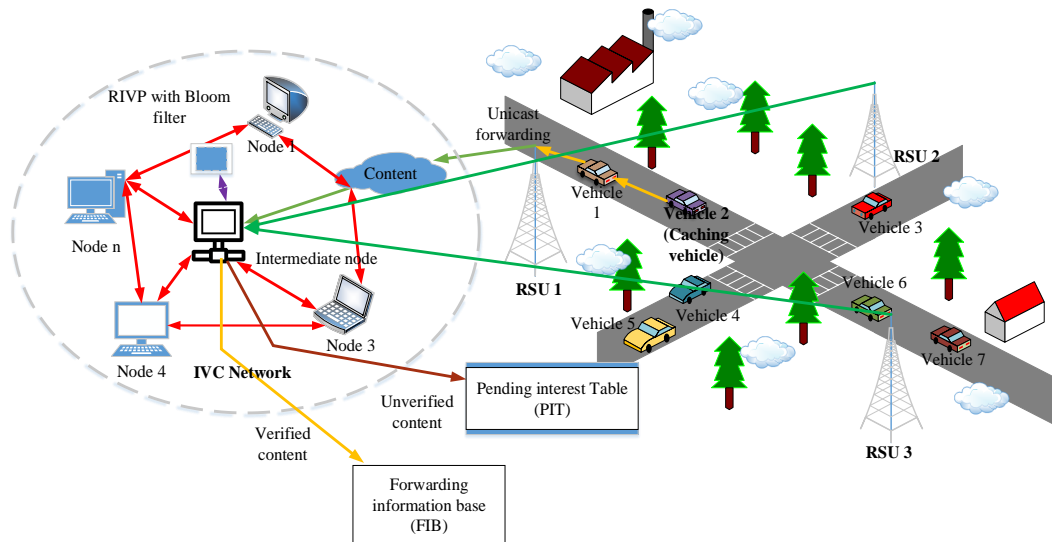 RIVP with Bloom
filter
Node 1
Content
Node n
Intermediate node
Node 3
Node 4
IVC Network
Unverified
content
Verified
content
Pending interest Table
(PIT)
Forwarding
information base
(FIB)
Unicast
forwarding
Vehicle
1
Vehicle 2
(Caching
vehicle)
RSU 1
RSU 2
Vehicle 3
Vehicle 4
Vehicle 5
Vehicle 6
Vehicle 7
RSU 3